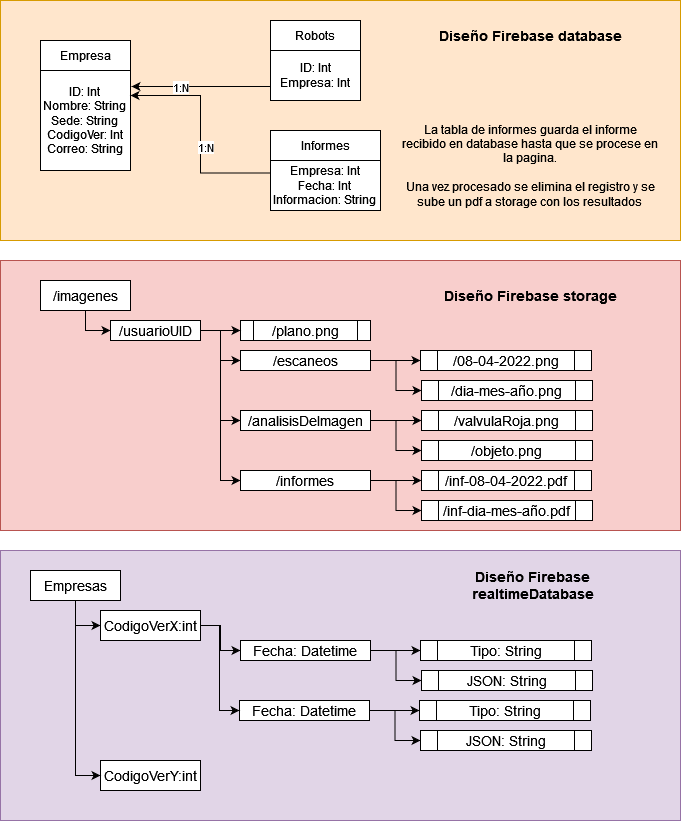 Diseño Firebase database
Empresa
ID: Int
Nombre: String
Sede: String
CodigoVer: Int
Correo: String
Robots
ID: Int
Empresa: Int
1:N
1:N
Informes
Empresa: Int
Fecha: Int
Informacion: String
La tabla de informes guarda el informe
recibido en database hasta que se procese en
la pagina.
Una vez procesado se elimina el registro y se
sube un pdf a storage con los resultados
Diseño Firebase storage
/imagenes
/usuarioUID
/plano.png
/escaneos
/08-04-2022.png
/dia-mes-año.png
/analisisDeImagen
/valvulaRoja.png
/objeto.png
/informes
/inf-08-04-2022.pdf
/inf-dia-mes-año.pdf
Diseño Firebase
realtimeDatabase
Empresas
CodigoVerX:int
Fecha: Datetime
Tipo: String
JSON: String
Fecha: Datetime
Tipo: String
JSON: String
CodigoVerY:int